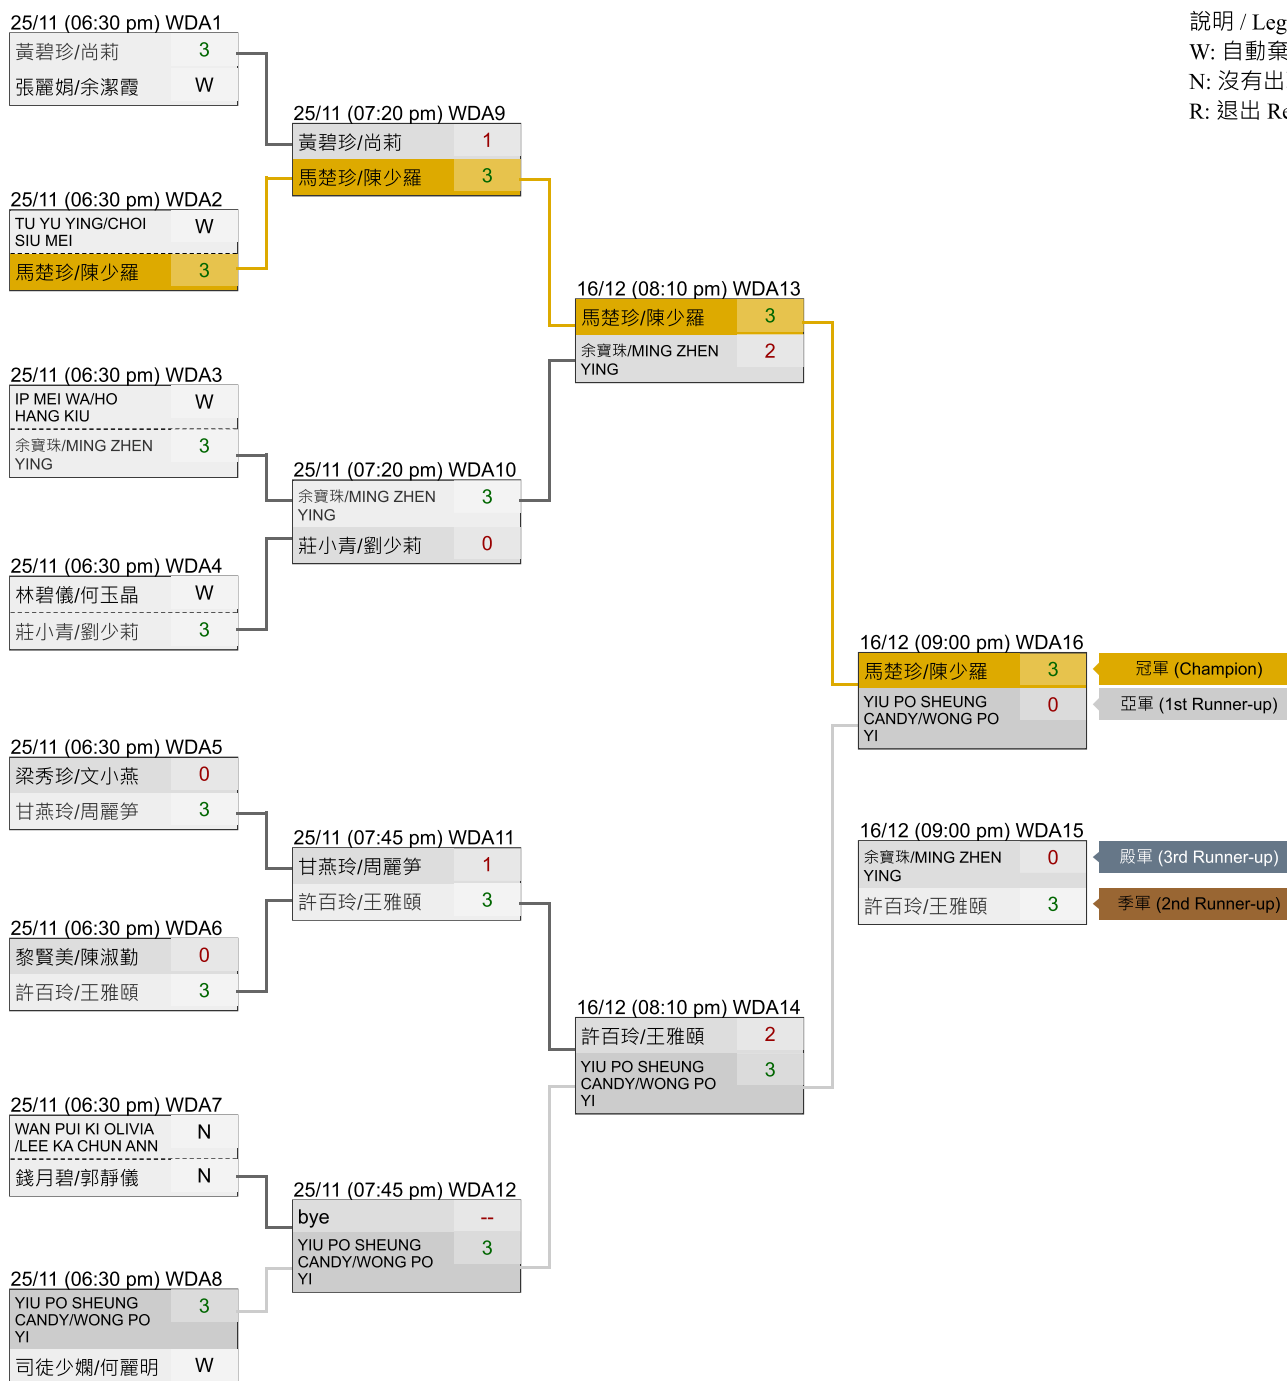 25/11 (06:30 pm) WDA1
黃碧珍/尚莉 3
張麗娟/余潔霞 W
25/11 (06:30 pm) WDA2
TU YU YING/CHOI
SIU MEI W
馬楚珍/陳少羅 3
25/11 (06:30 pm) WDA3
IP MEI WA/HO
HANG KIU W
余寶珠/MING ZHEN
YING 3
25/11 (06:30 pm) WDA4
林碧儀/何玉晶 W
莊小青/劉少莉 3
25/11 (06:30 pm) WDA5
梁秀珍/文小燕 0
甘燕玲/周麗笋 3
25/11 (06:30 pm) WDA6
黎賢美/陳淑勤 0
許百玲/王雅頤 3
25/11 (06:30 pm) WDA7
WAN PUI KI OLIVIA
/LEE KA CHUN ANN N
錢月碧/郭靜儀 N
25/11 (06:30 pm) WDA8
YIU PO SHEUNG
CANDY/WONG PO
YI 3
司徒少嫻/何麗明 W
25/11 (07:20 pm) WDA9
黃碧珍/尚莉 1
馬楚珍/陳少羅 3
25/11 (07:20 pm) WDA10
余寶珠/MING ZHEN
YING 3
莊小青/劉少莉 0
25/11 (07:45 pm) WDA11
甘燕玲/周麗笋 1
許百玲/王雅頤 3
25/11 (07:45 pm) WDA12
bye --
YIU PO SHEUNG
CANDY/WONG PO
YI 3
16/12 (08:10 pm) WDA13
馬楚珍/陳少羅 3
余寶珠/MING ZHEN
YING 2
16/12 (08:10 pm) WDA14
許百玲/王雅頤 2
YIU PO SHEUNG
CANDY/WONG PO
YI 3
16/12 (09:00 pm) WDA16
馬楚珍/陳少羅 3 冠軍 (Champion)
YIU PO SHEUNG
CANDY/WONG PO
YI 0 亞軍 (1st Runner-up)
16/12 (09:00 pm) WDA15
余寶珠/MING ZHEN
YING 0 殿軍 (3rd Runner-up)
許百玲/王雅頤 3 季軍 (2nd Runner-up)
說明 / Leg
W: 自動棄
N: 沒有出
R: 退出 Re